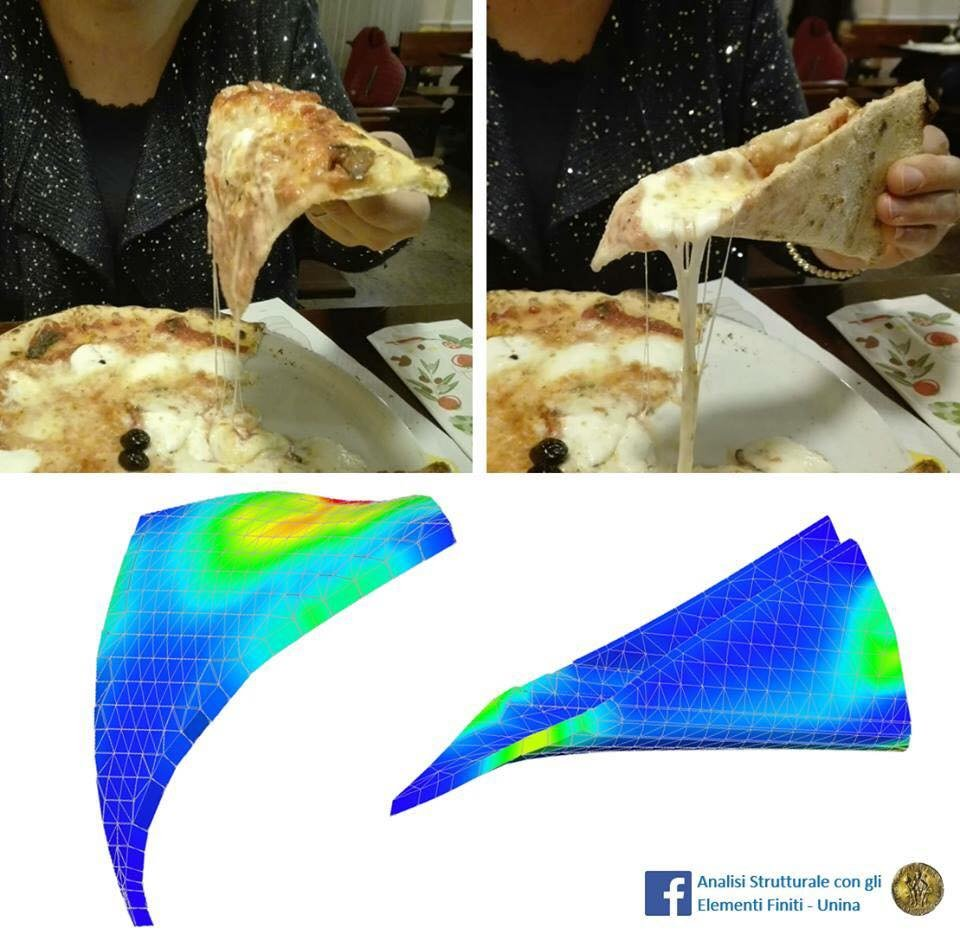 Analisi Strutturale con gli
Elementi Finiti - Unina